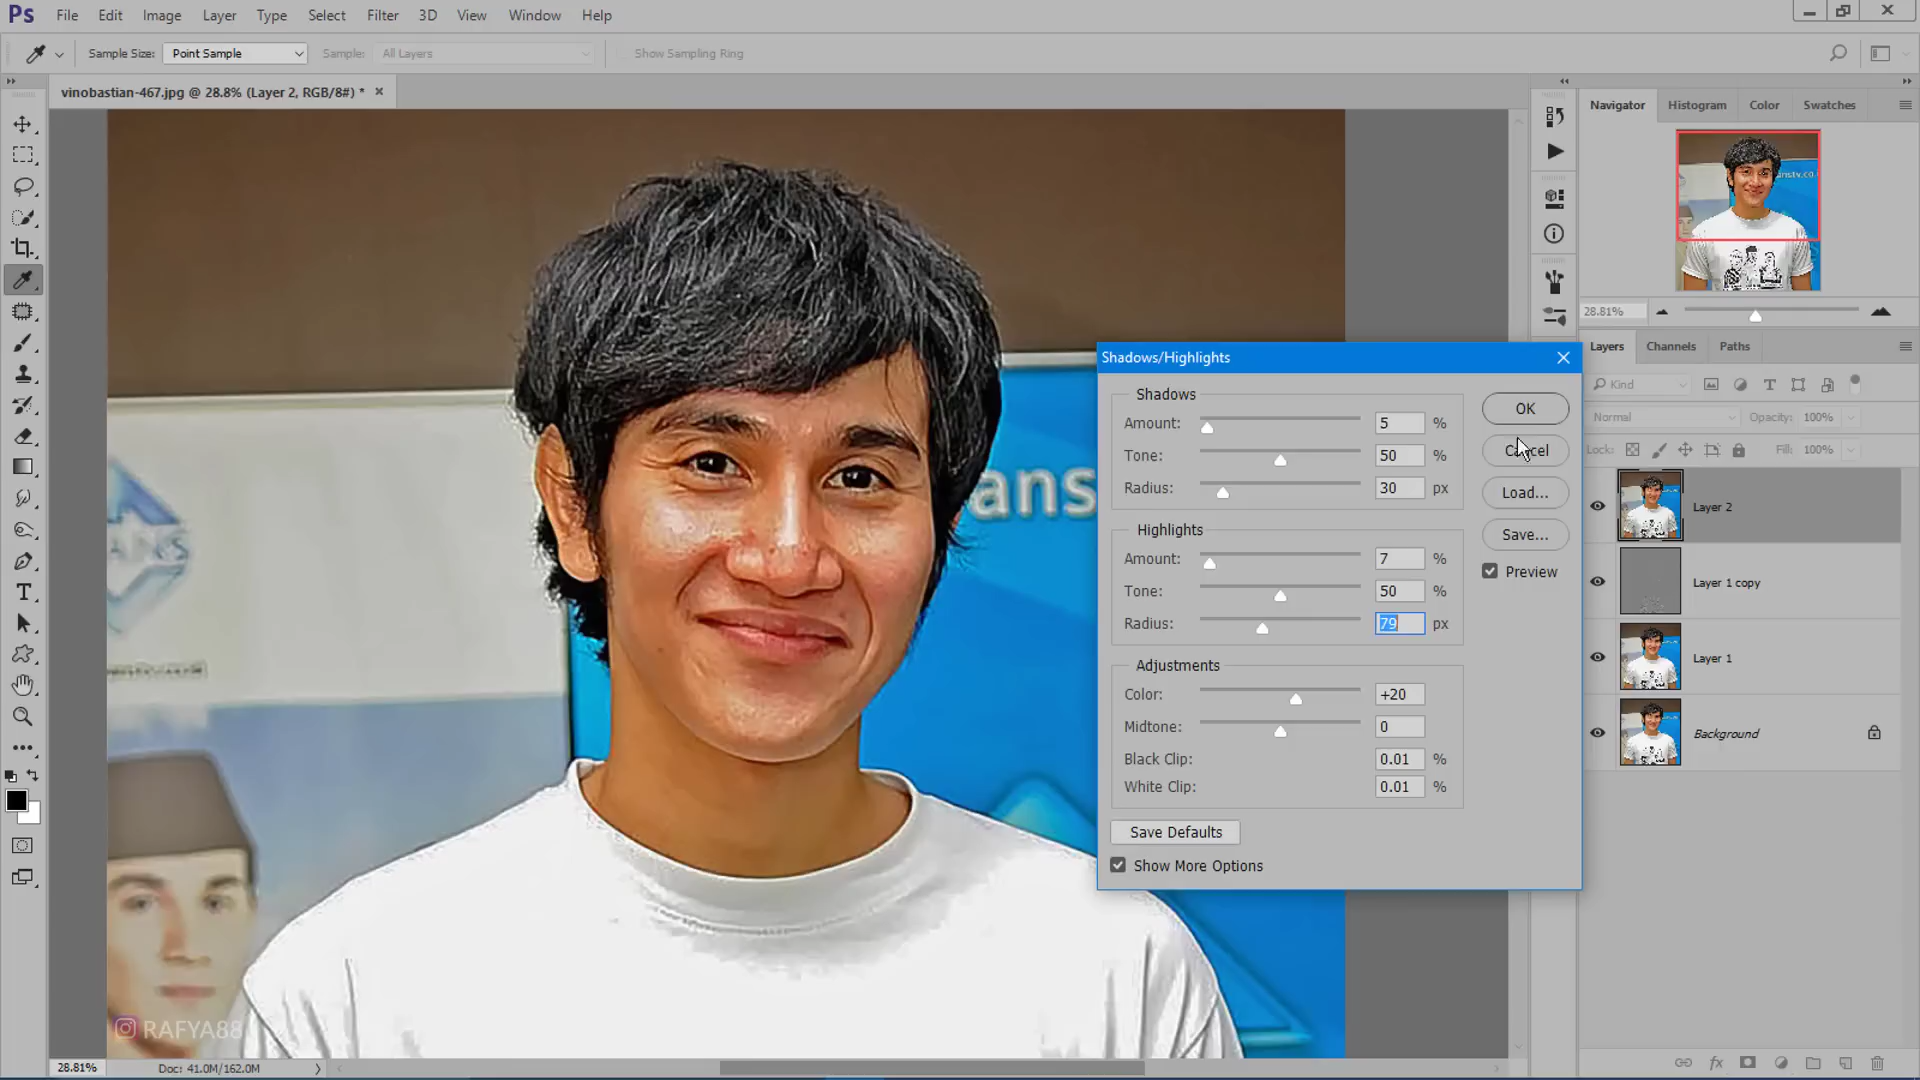 Ps File Edit Image Layer Type Select Filter 3D View Window Help
Sample Size: Point Sample Sample: All Layers Show Sampling Ring
vinobastian-467.jpg @ 28.8% (Layer 2, RGB/8#) * ×
Navigator Histogram Color Swatches
28.81%
Layers Channels Paths
Kind
Normal Opacity: 100%
Lock: Fill: 100%
Layer 2
Layer 1 copy
Layer 1
Background
Shadows/Highlights
Shadows
Amount: 5 %
Tone: 50 %
Radius: 30 px
Highlights
Amount: 7 %
Tone: 50 %
Radius: 79 px
Adjustments
Color: +20
Midtone: 0
Black Clip: 0.01 %
White Clip: 0.01 %
Save Defaults
Show More Options
OK
Cancel
Load...
Save...
Preview
ans
ANS
RAFYA88
28.81% Doc: 41.0M/162.0M